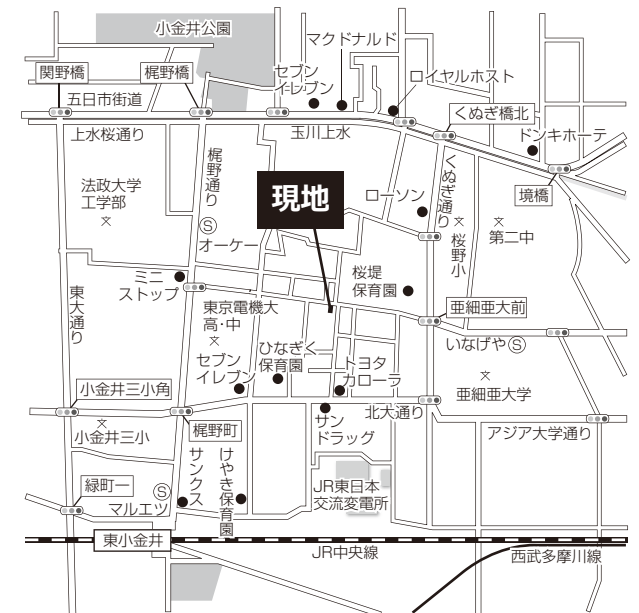 小金井公園
マクドナルド
関野橋
梶野橋
セブン
イレブン
ロイヤルホスト
五日市街道
くぬぎ橋北
上水桜通り
玉川上水
ドンキホーテ
梶野通り
くぬぎ通り
法政大学
工学部
現地
ローソン
境橋
Ⓢ
オーケー
桜野小
第二中
ミニ
ストップ
桜堤
保育園
東大通り
東京電機大
高・中
亜細亜大前
ひなぎく
保育園
トヨタ
カローラ
いなげやⓈ
セブン
イレブン
小金井三小角
亜細亜大学
北大通り
梶野町
サン
ドラッグ
アジア大学通り
小金井三小
サンクス
けやき保育園
緑町一
Ⓢ
マルエツ
JR東日本
交流変電所
東小金井
JR中央線
西武多摩川線